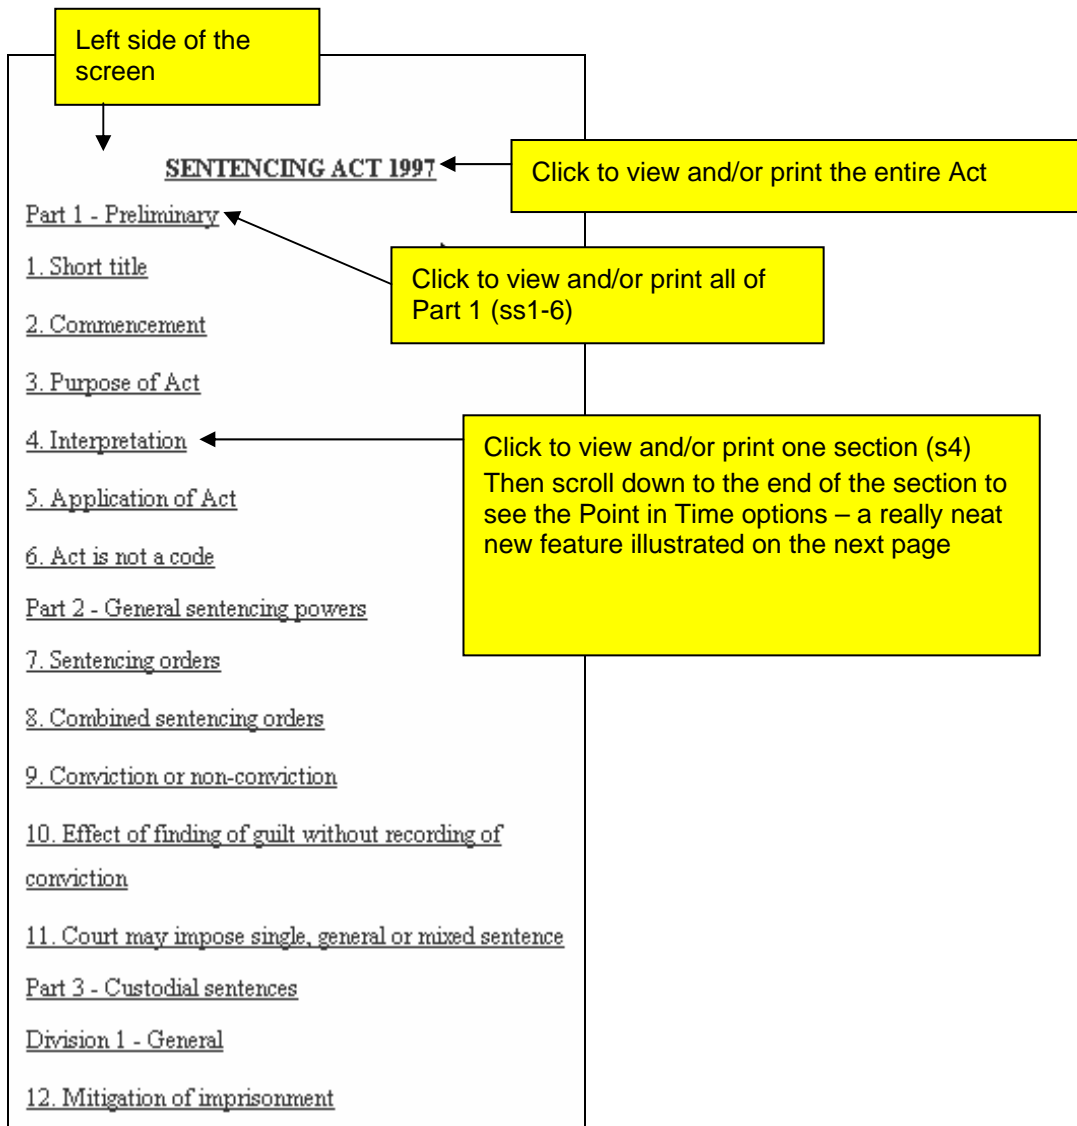 Left side of the
screen
SENTENCING ACT 1997
Click to view and/or print the entire Act
Part 1 - Preliminary
1. Short title
Click to view and/or print all of
Part 1 (ss1-6)
2. Commencement
3. Purpose of Act
4. Interpretation
Click to view and/or print one section (s4)
Then scroll down to the end of the section to
see the Point in Time options – a really neat
new feature illustrated on the next page
5. Application of Act
6. Act is not a code
Part 2 - General sentencing powers
7. Sentencing orders
8. Combined sentencing orders
9. Conviction or non-conviction
10. Effect of finding of guilt without recording of
conviction
11. Court may impose single, general or mixed sentence
Part 3 - Custodial sentences
Division 1 - General
12. Mitigation of imprisonment